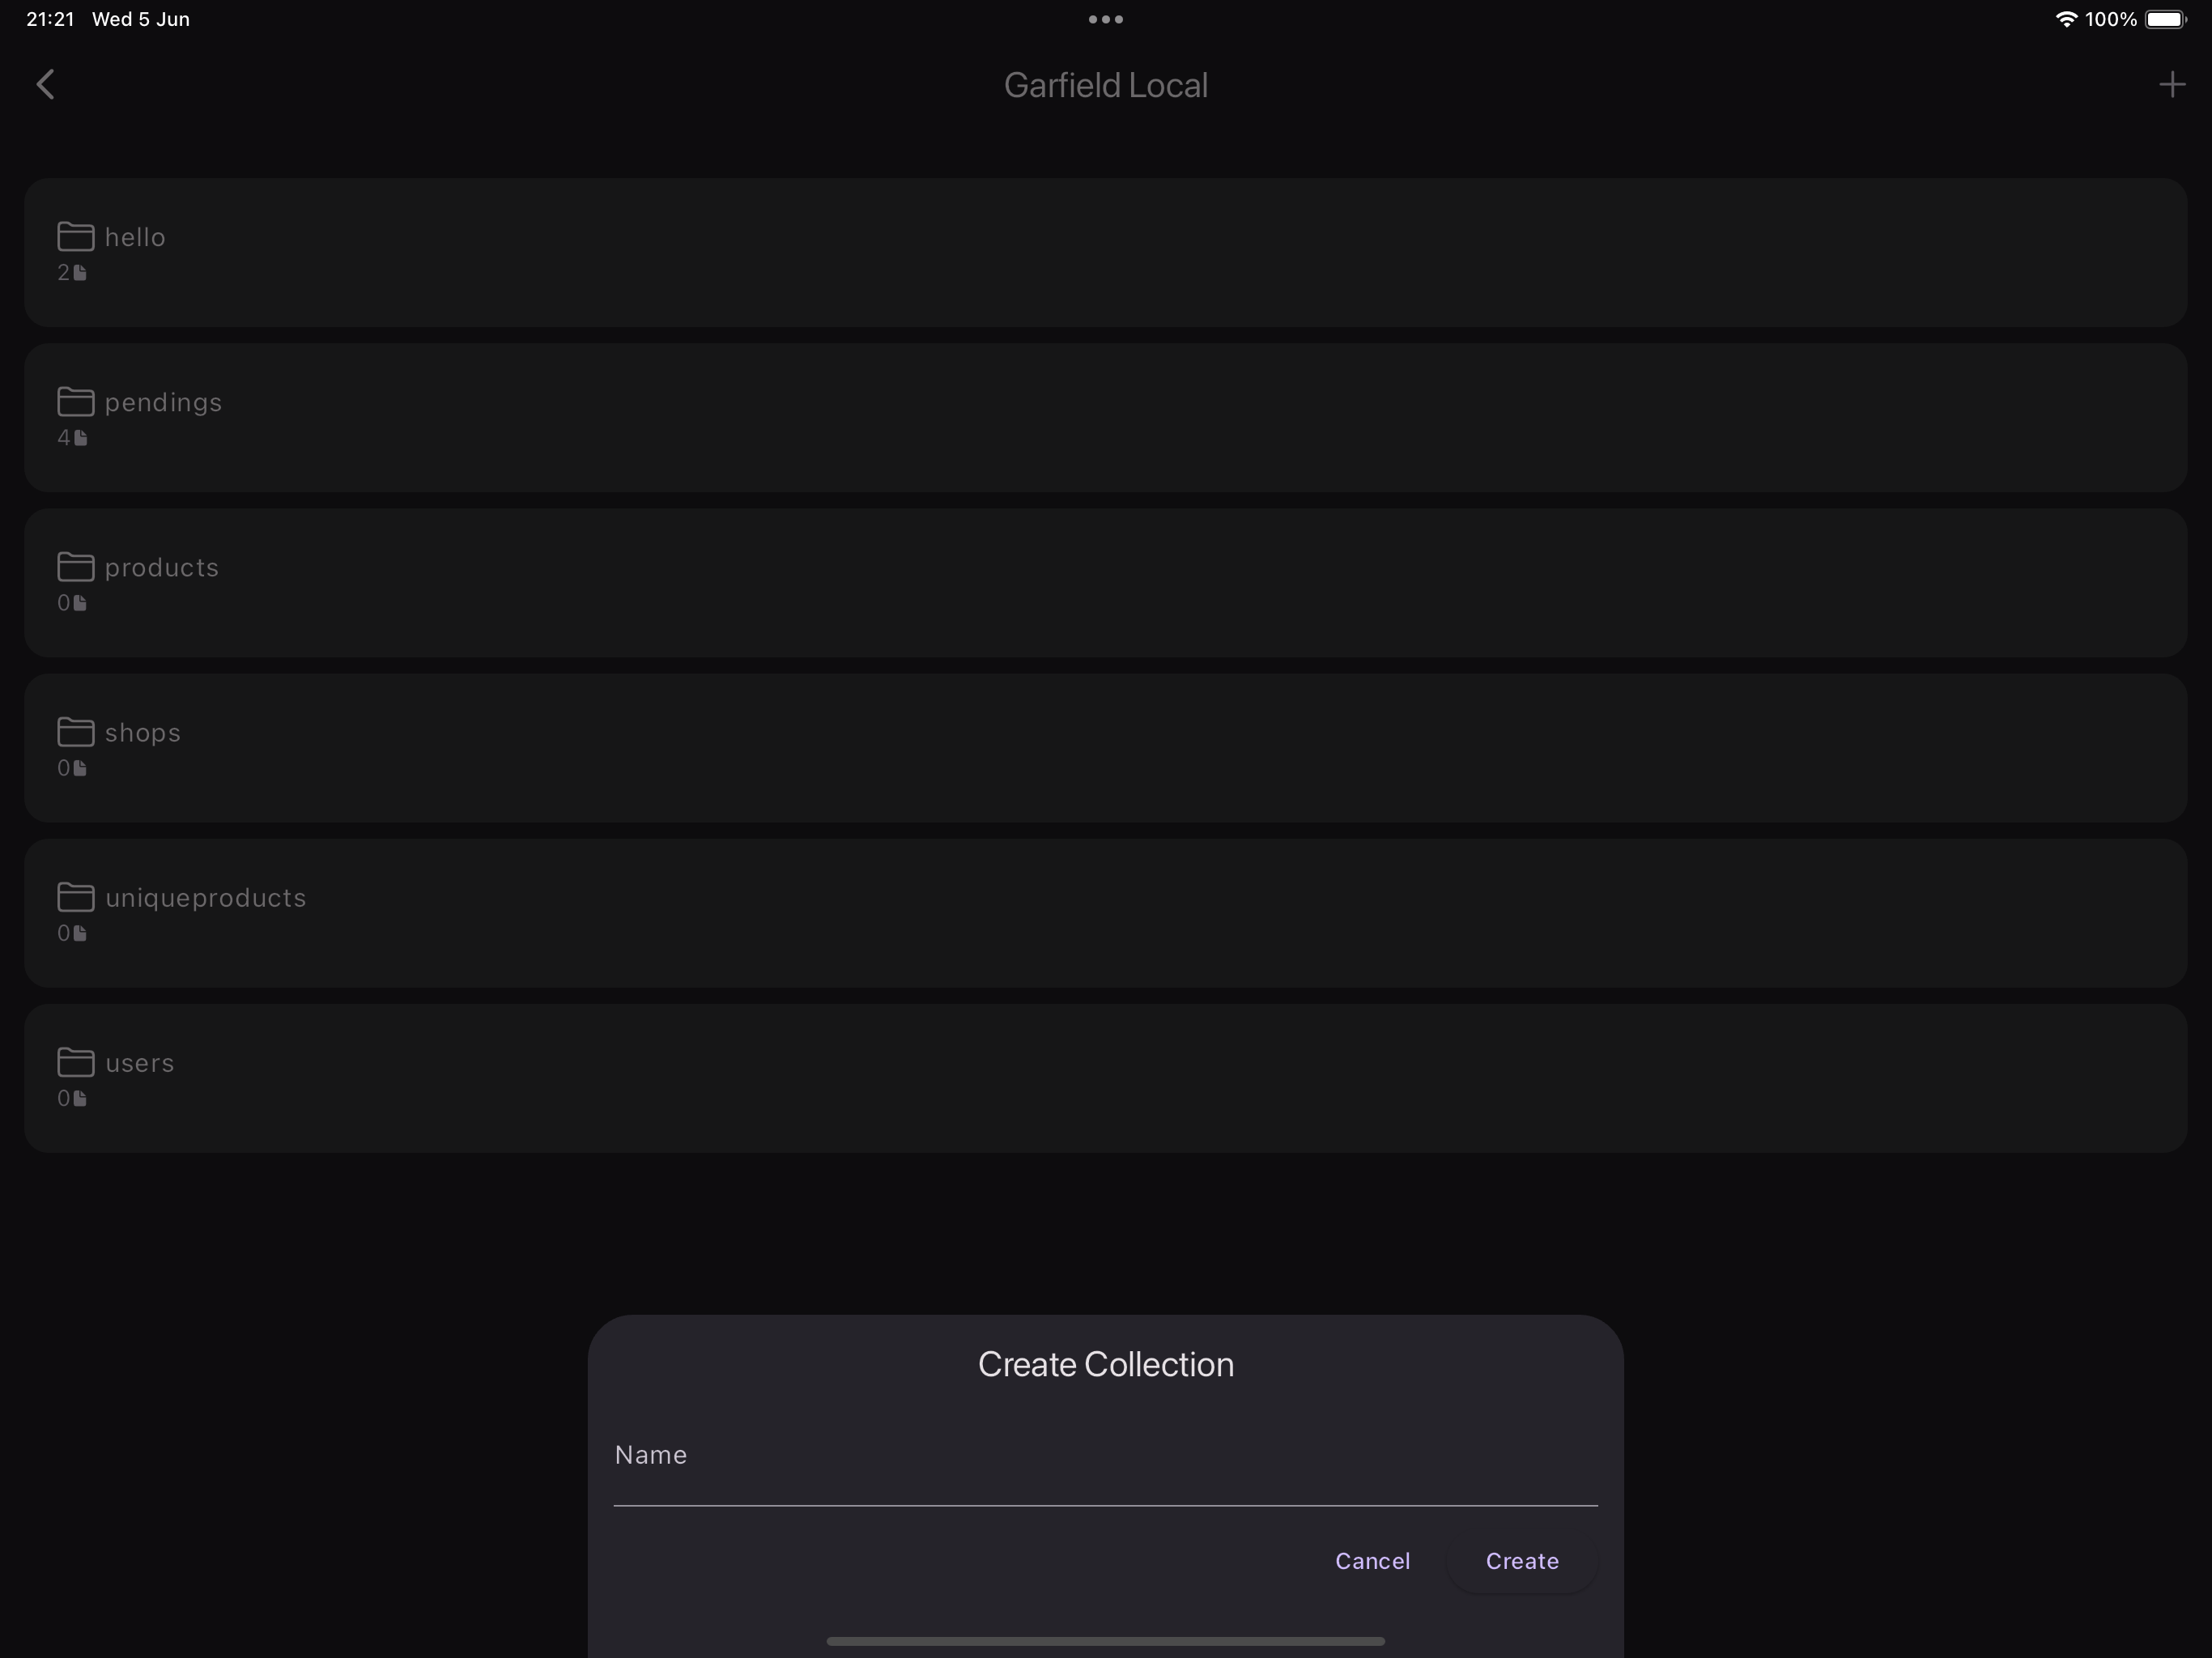 21:21 Wed 5 Jun
100%
Garfield Local
hello
2
pendings
4
products
0
shops
0
uniqueproducts
0
users
0
Create Collection
Name
Cancel Create